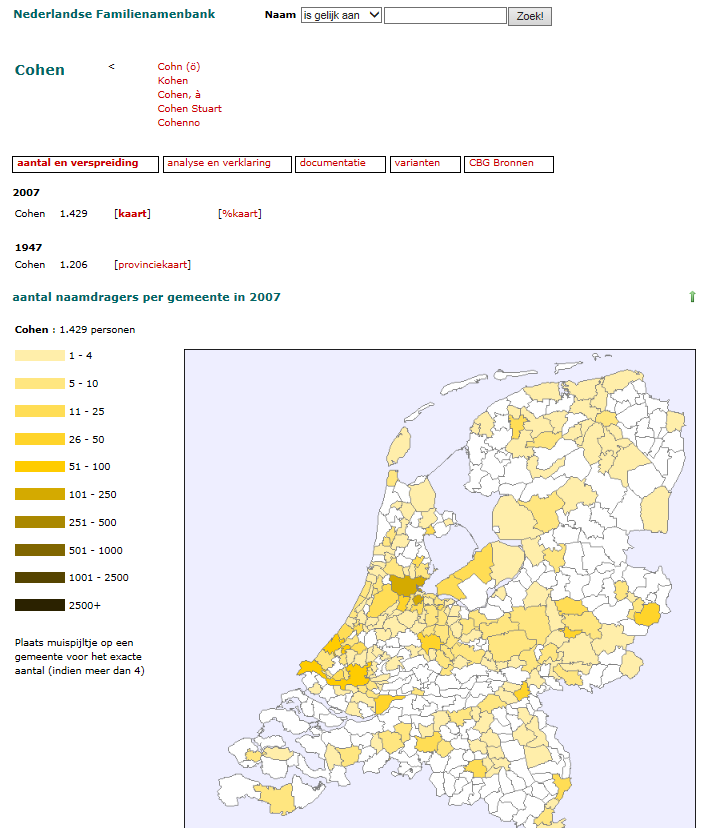 Nederlandse Familienamenbank
Naam is gelijk aan Zoek!
Cohen < Cohn (ö)
Kohen
Cohen, à
Cohen Stuart
Cohenno
aantal en verspreiding analyse en verklaring documentatie varianten CBG Bronnen
2007
Cohen 1.429 [kaart] [%kaart]
1947
Cohen 1.206 [provinciekaart]
aantal naamdragers per gemeente in 2007
Cohen : 1.429 personen
1 - 4
5 - 10
11 - 25
26 - 50
51 - 100
101 - 250
251 - 500
501 - 1000
1001 - 2500
2500+
Plaats muispijltje op een
gemeente voor het exacte
aantal (indien meer dan 4)